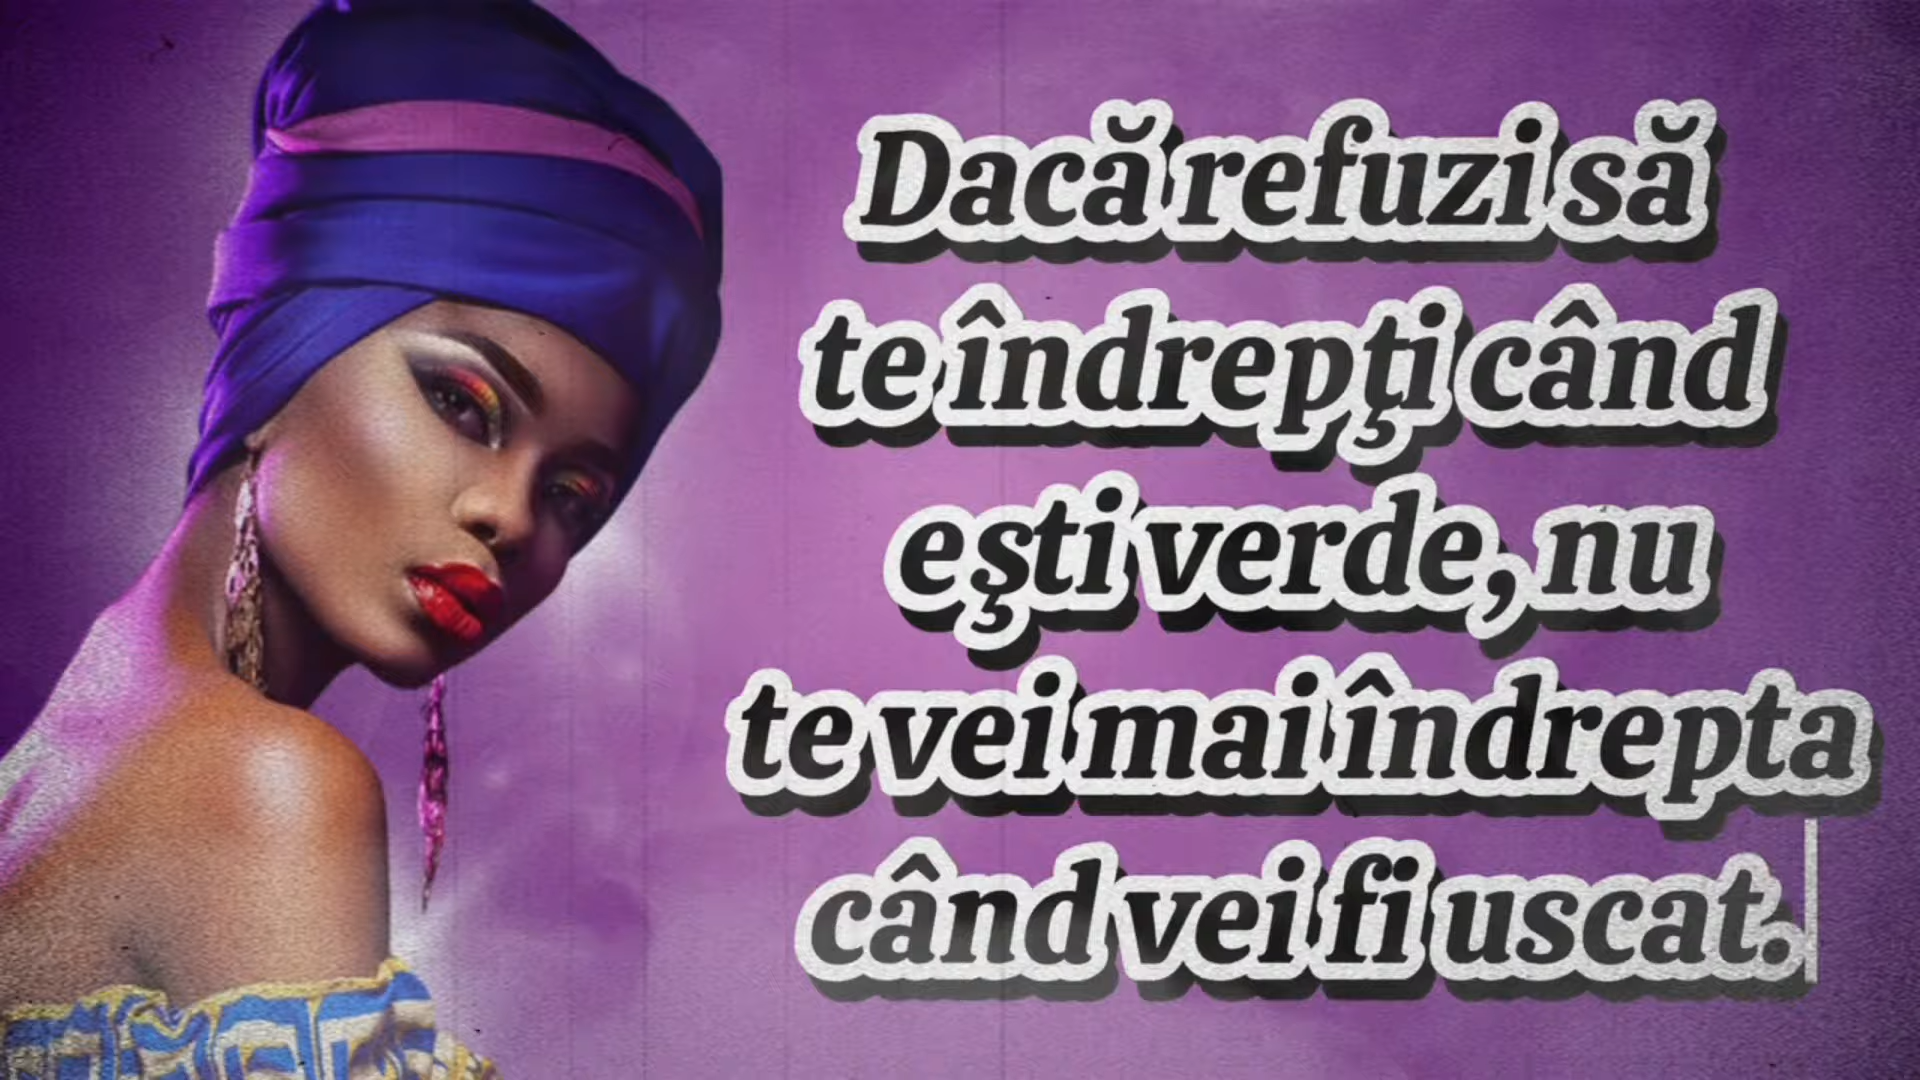 Dacă refuzi să
te îndrepţi când
eşti verde, nu
te vei mai îndrepta
când vei fi uscat.